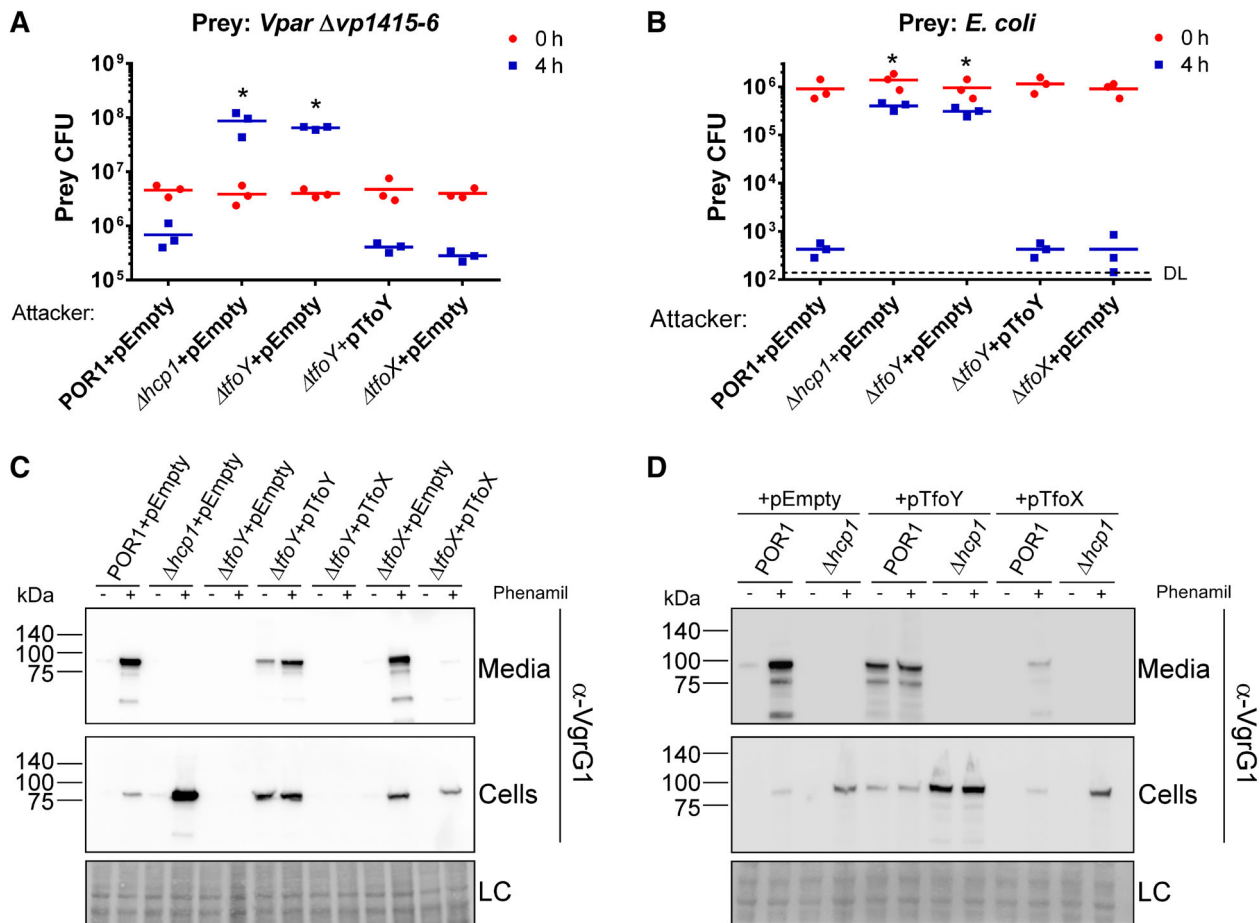 A
Prey: Vpar Δvp1415-6
0 h
4 h
10⁹
10⁸
10⁷
10⁶
10⁵
Prey CFU
*
*
Attacker:
POR1+pEmpty
Δhcp1+pEmpty
ΔtfoY+pEmpty
ΔtfoY+pTfoY
ΔtfoX+pEmpty
B
Prey: E. coli
0 h
4 h
10⁶
10⁵
10⁴
10³
10²
Prey CFU
*
*
DL
Attacker:
POR1+pEmpty
Δhcp1+pEmpty
ΔtfoY+pEmpty
ΔtfoY+pTfoY
ΔtfoX+pEmpty
C
POR1+pEmpty
Δhcp1+pEmpty
ΔtfoY+pEmpty
ΔtfoY+pTfoY
ΔtfoY+pTfoX
ΔtfoX+pEmpty
ΔtfoX+pTfoX
kDa
- + - + - + - + - + - + - +
Phenamil
140
100
75
Media
140
100
75
Cells
α-VgrG1
LC
D
+pEmpty
+pTfoY
+pTfoX
POR1
Δhcp1
POR1
Δhcp1
POR1
Δhcp1
kDa
- + - + - + - + - + - +
Phenamil
140
100
75
Media
140
100
75
Cells
α-VgrG1
LC